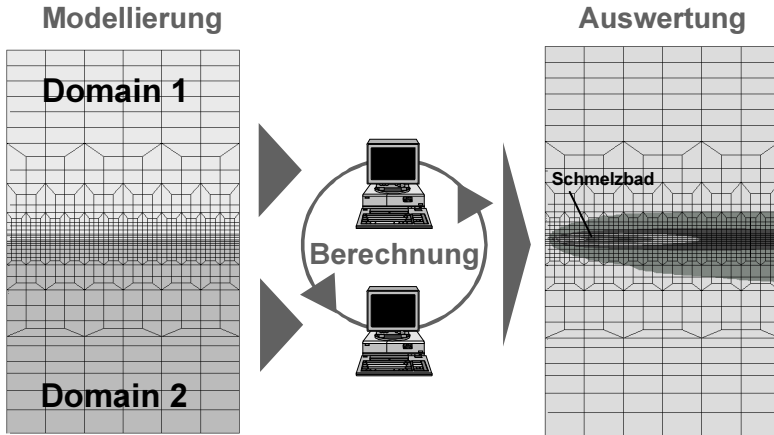 Modellierung
Auswertung
Domain 1
Schmelzbad
Berechnung
Domain 2